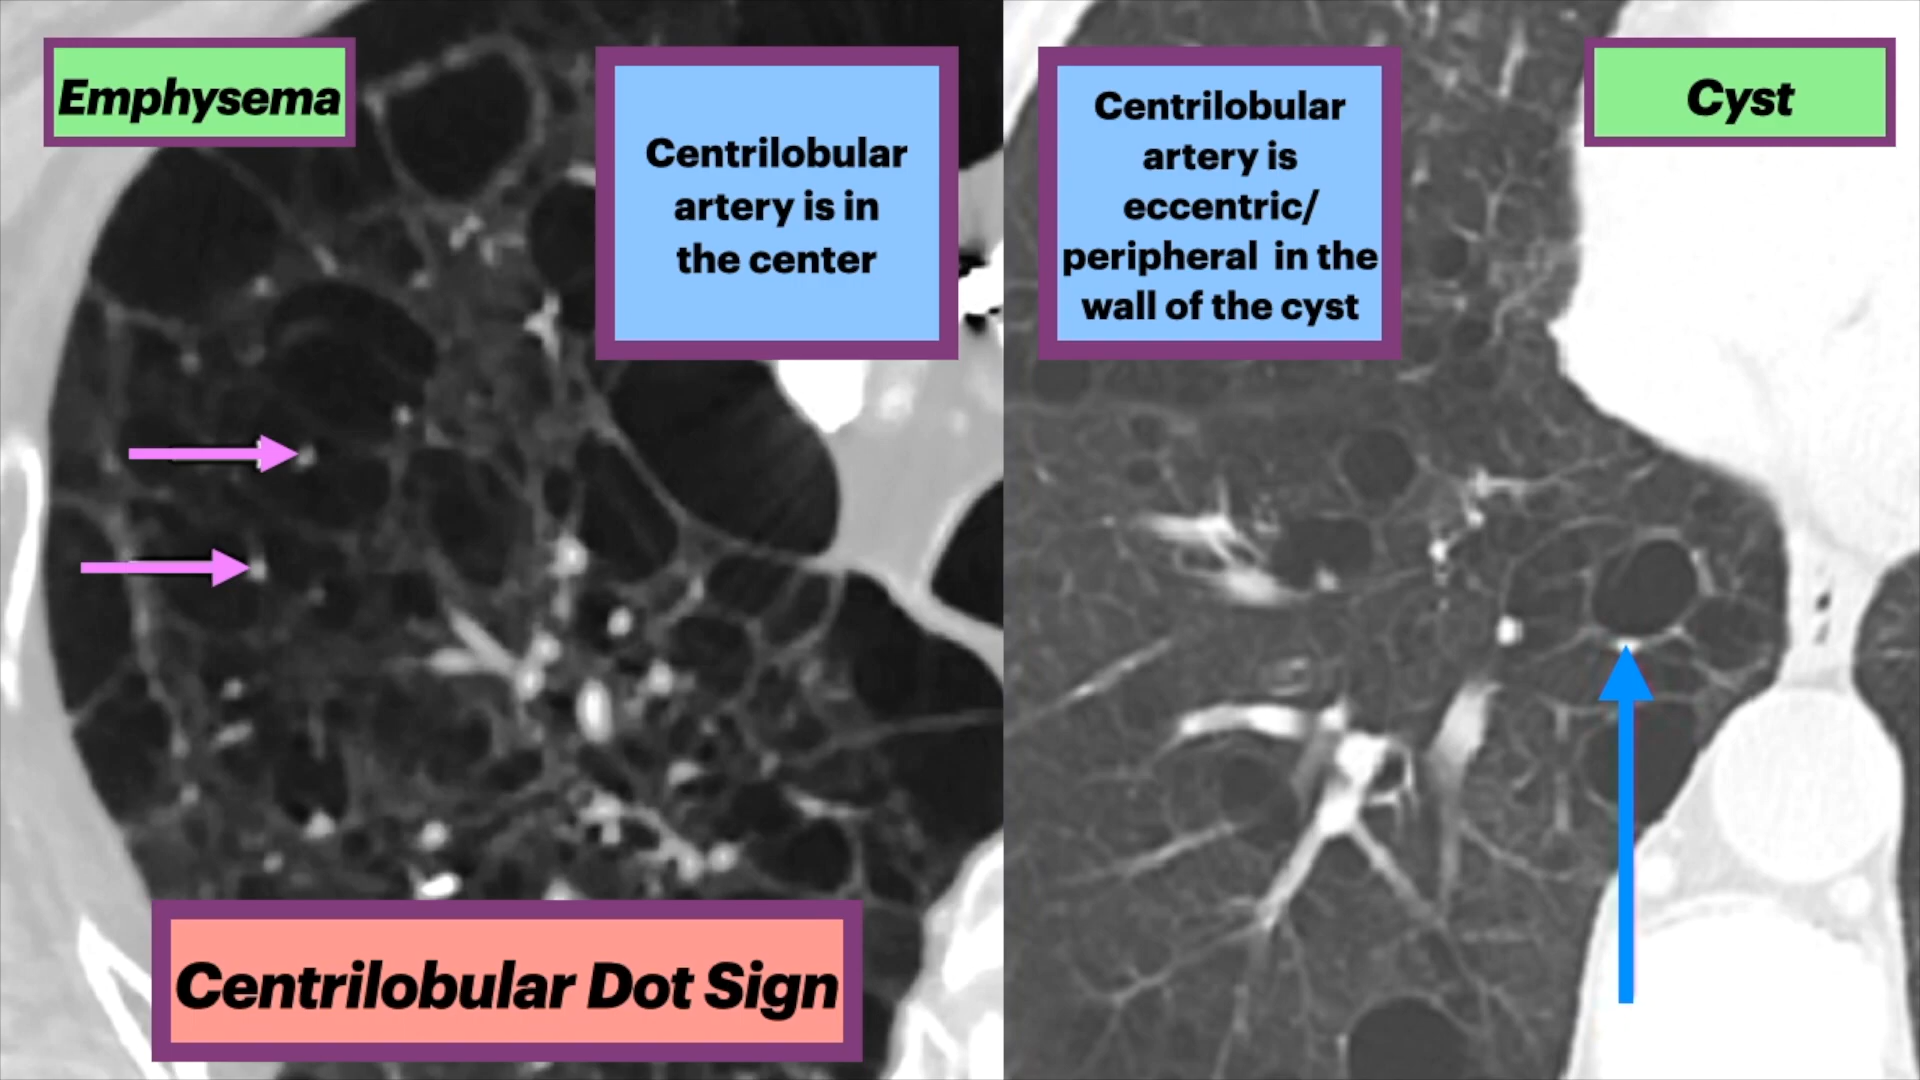 Emphysema
Centrilobular
artery is in
the center
Centrilobular
artery is
eccentric/
peripheral in the
wall of the cyst
Cyst
Centrilobular Dot Sign